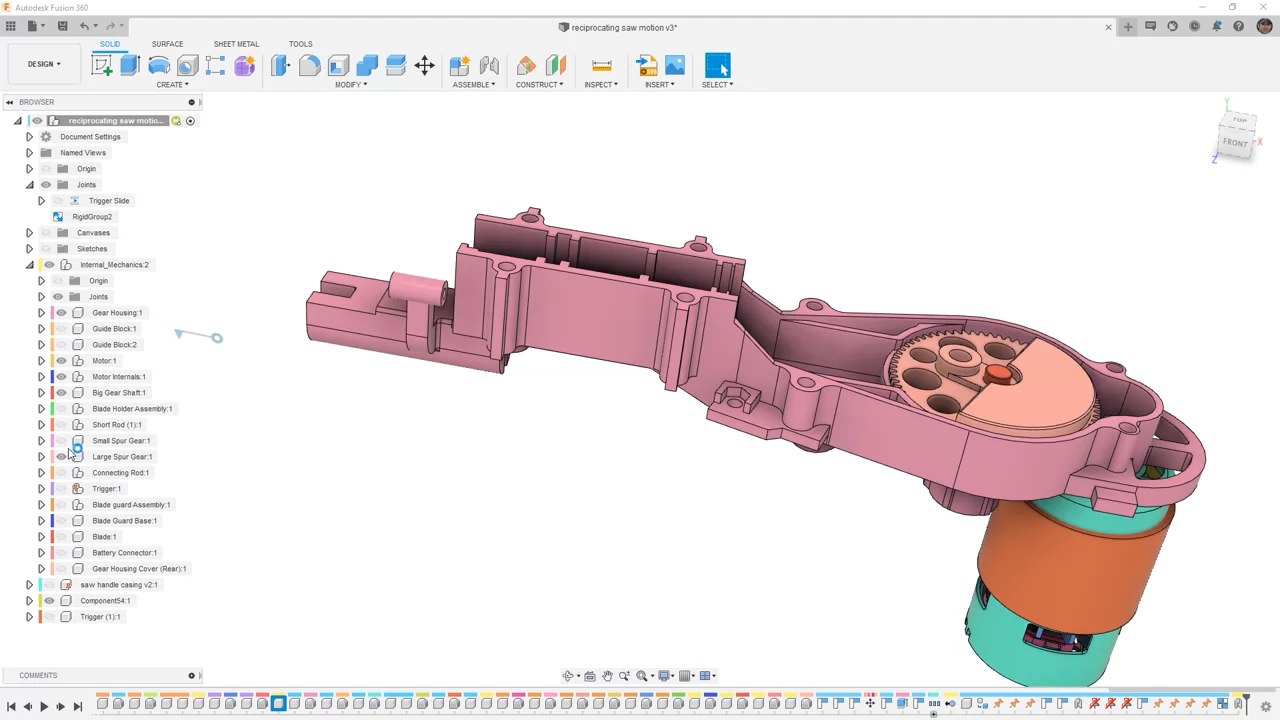 Autodesk Fusion 360
reciprocating saw motion v3*
SOLID SURFACE SHEET METAL TOOLS
DESIGN
CREATE MODIFY ASSEMBLE CONSTRUCT INSPECT INSERT SELECT
BROWSER
reciprocating saw motio...
Document Settings
Named Views
Origin
Joints
Trigger Slide
RigidGroup2
Canvases
Sketches
Internal_Mechanics:2
Origin
Joints
Gear Housing:1
Guide Block:1
Guide Block:2
Motor:1
Motor Internals:1
Big Gear Shaft:1
Blade Holder Assembly:1
Short Rod (1):1
Small Spur Gear:1
Large Spur Gear:1
Connecting Rod:1
Trigger:1
Blade guard Assembly:1
Blade Guard Base:1
Blade:1
Battery Connector:1
Gear Housing Cover (Rear):1
saw handle casing v2:1
Component54:1
Trigger (1):1
Y
TOP
FRONT
X
Z
COMMENTS